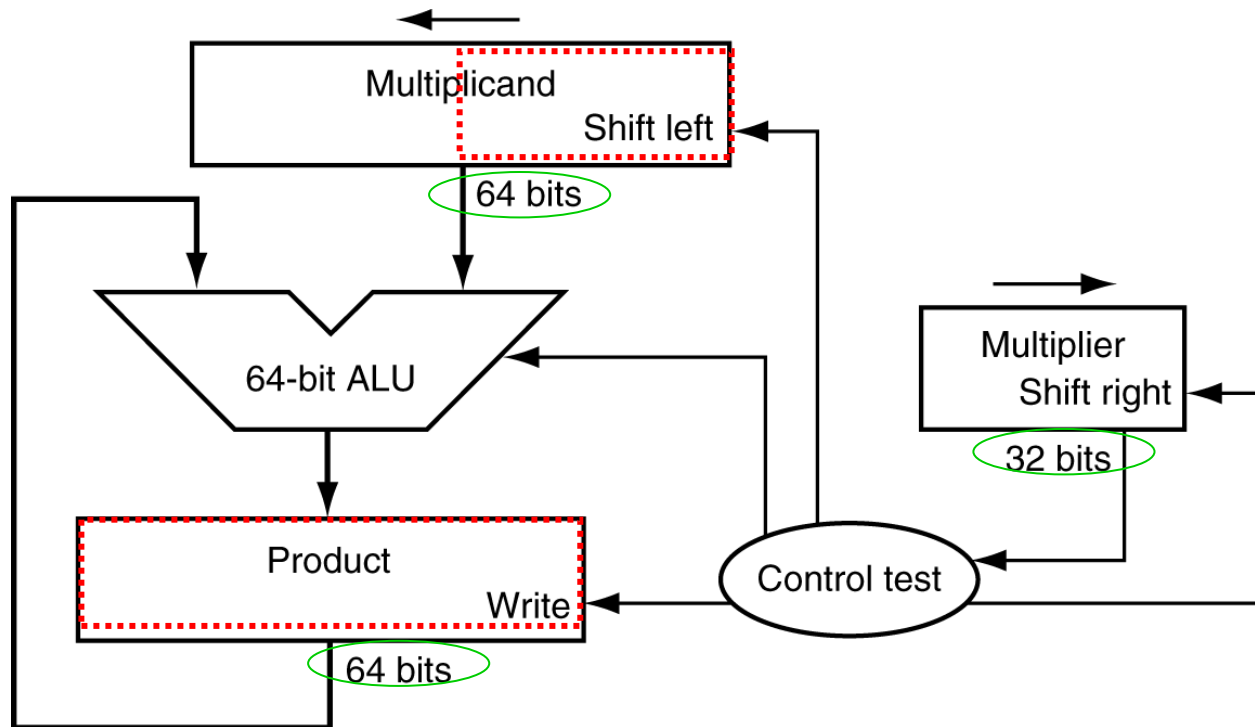 Multiplicand
Shift left
64 bits
64-bit ALU
Multiplier
Shift right
32 bits
Product
Write
Control test
64 bits